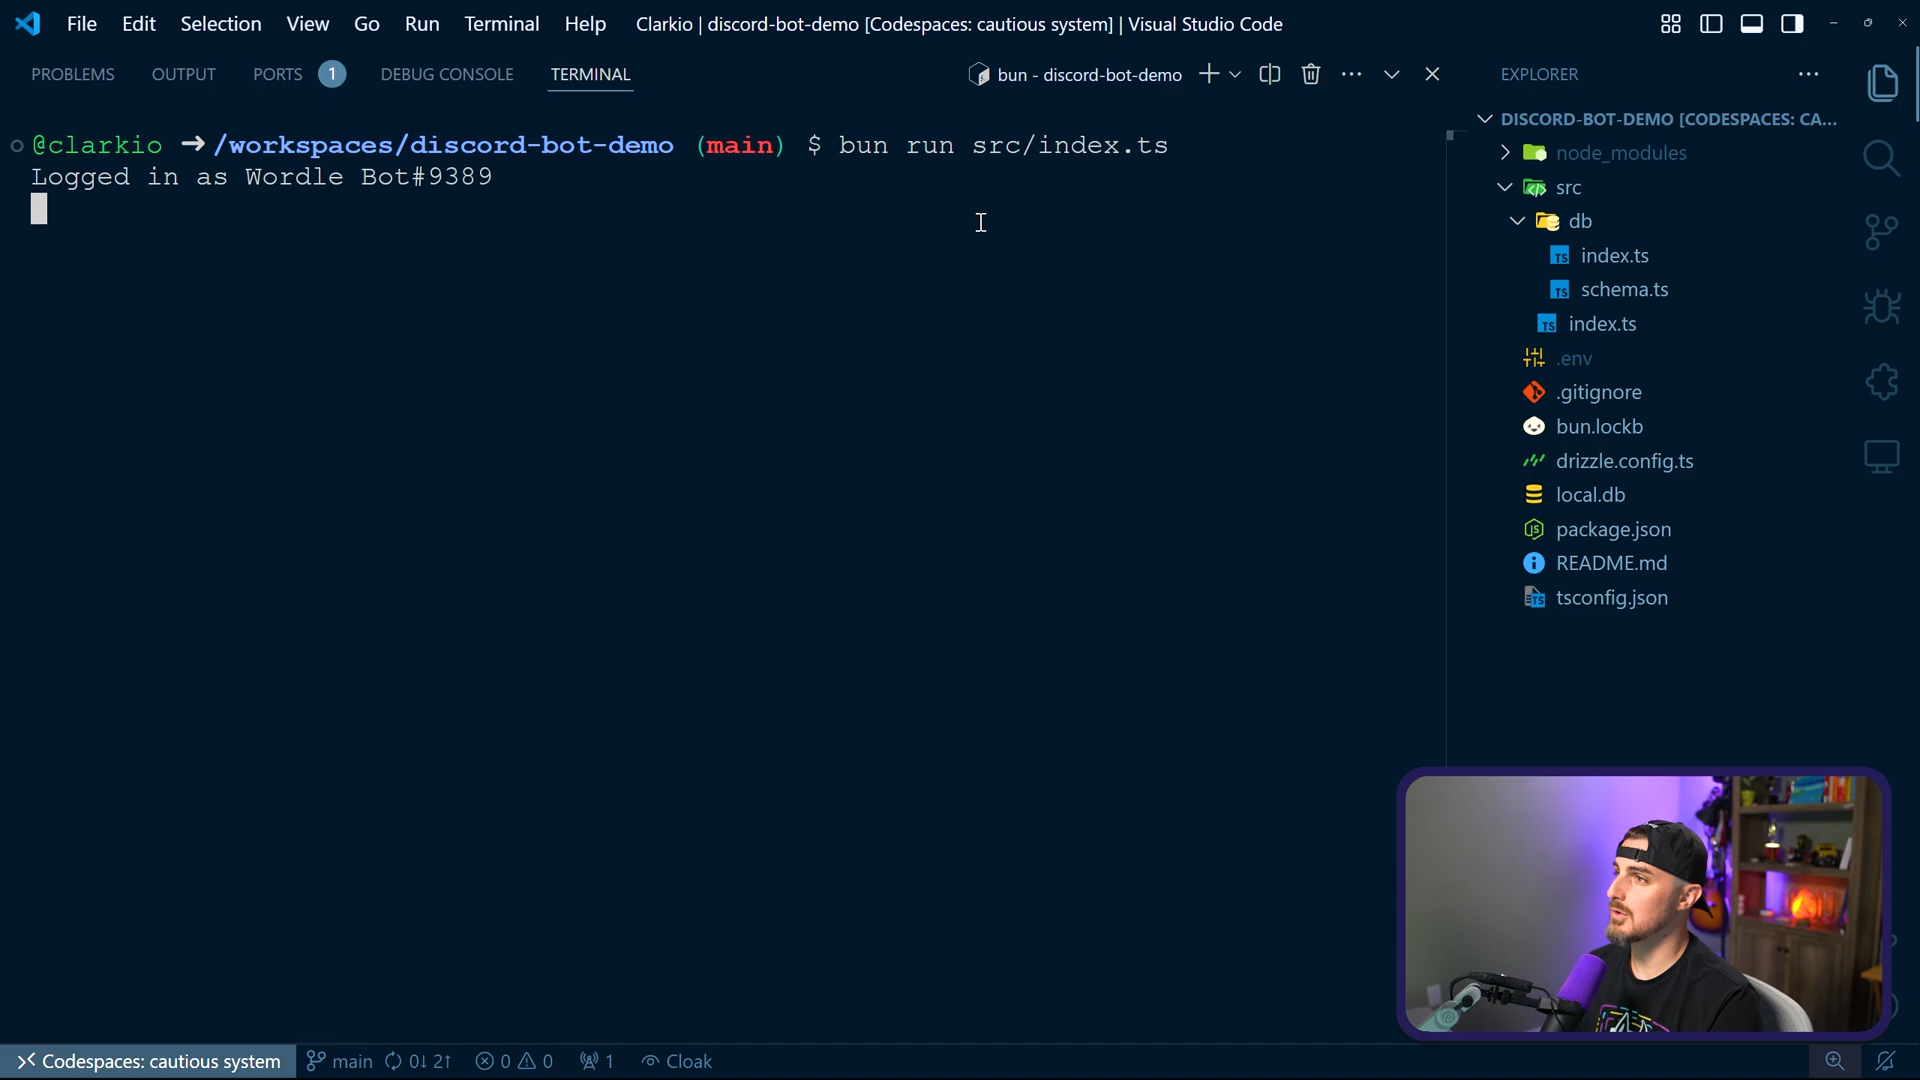 File Edit Selection View Go Run Terminal Help Clarkio | discord-bot-demo [Codespaces: cautious system] | Visual Studio Code
PROBLEMS OUTPUT PORTS 1 DEBUG CONSOLE TERMINAL bun - discord-bot-demo
@clarkio ➜ /workspaces/discord-bot-demo (main) $ bun run src/index.ts
Logged in as Wordle Bot#9389
EXPLORER
DISCORD-BOT-DEMO [CODESPACES: CA...
node_modules
src
db
index.ts
schema.ts
index.ts
.env
.gitignore
bun.lockb
drizzle.config.ts
local.db
package.json
README.md
tsconfig.json
Codespaces: cautious system main 0↓ 2↑ 0 0 1 Cloak